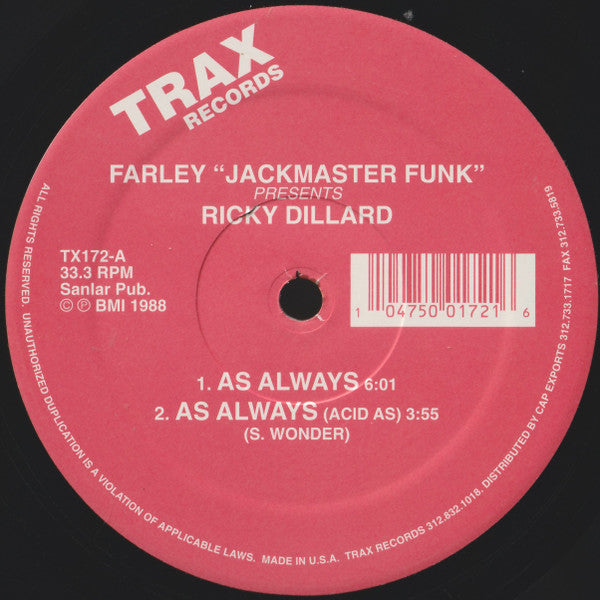 TRAX
RECORDS
FARLEY “JACKMASTER FUNK”
PRESENTS
RICKY DILLARD
TX172-A
33.3 RPM
Sanlar Pub.
© ℗ BMI 1988
1 04750 01721 6
1. AS ALWAYS 6:01
2. AS ALWAYS (ACID AS) 3:55
(S. WONDER)
ALL RIGHTS RESERVED. UNAUTHORIZED DUPLICATION IS A VIOLATION OF APPLICABLE LAWS. MADE IN U.S.A. TRAX RECORDS 312.832.1018. DISTRIBUTED BY CAP EXPORTS 312.733.1717 FAX 312.733.5819